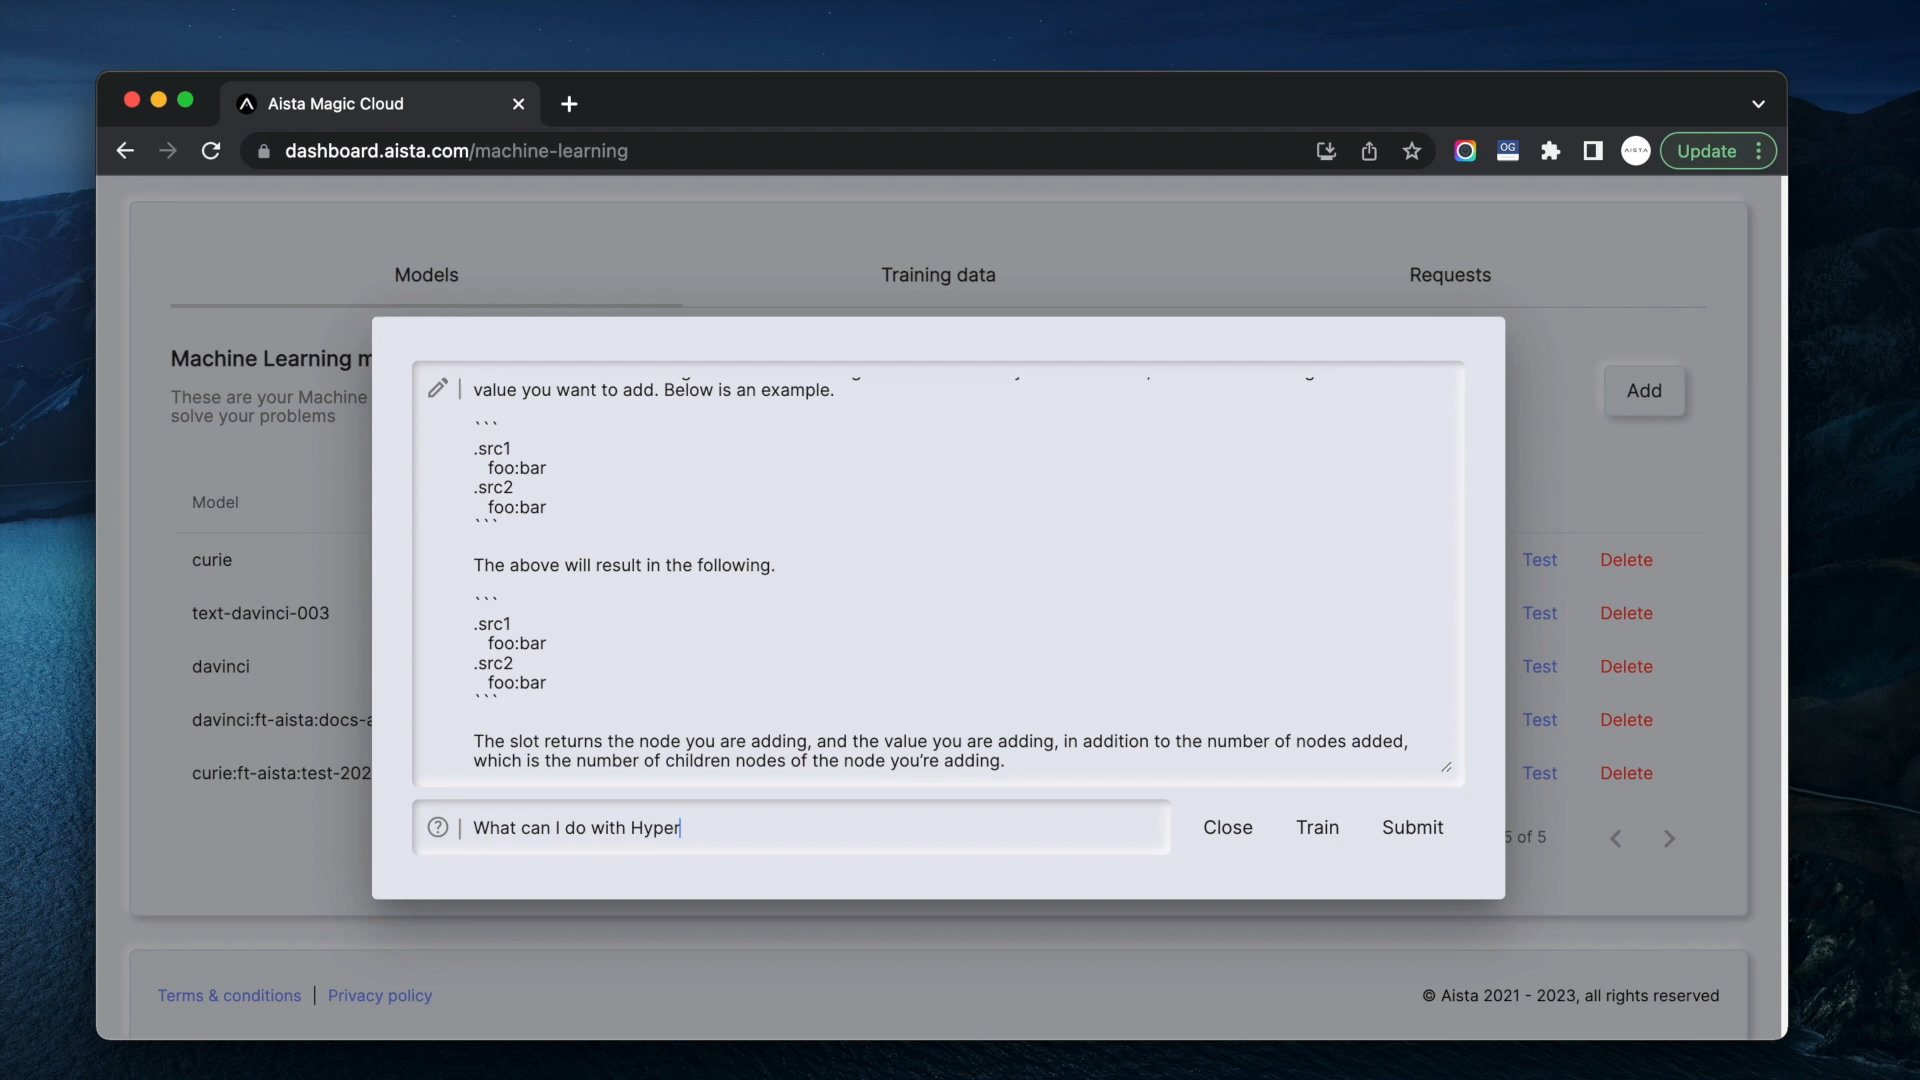 Aista Magic Cloud
dashboard.aista.com/machine-learning
OG
AISTA
Update
Models
Training data
Requests
Machine Learning m
These are your Machine
solve your problems
Add
Model
curie
Test
Delete
text-davinci-003
Test
Delete
davinci
Test
Delete
davinci:ft-aista:docs-a
Test
Delete
curie:ft-aista:test-202
Test
Delete
5 of 5
value you want to add. Below is an example.
```
.src1
foo:bar
.src2
foo:bar
```
The above will result in the following.
```
.src1
foo:bar
.src2
foo:bar
```
The slot returns the node you are adding, and the value you are adding, in addition to the number of nodes added,
which is the number of children nodes of the node you’re adding.
What can I do with Hyper
Close
Train
Submit
Terms & conditions | Privacy policy
© Aista 2021 - 2023, all rights reserved